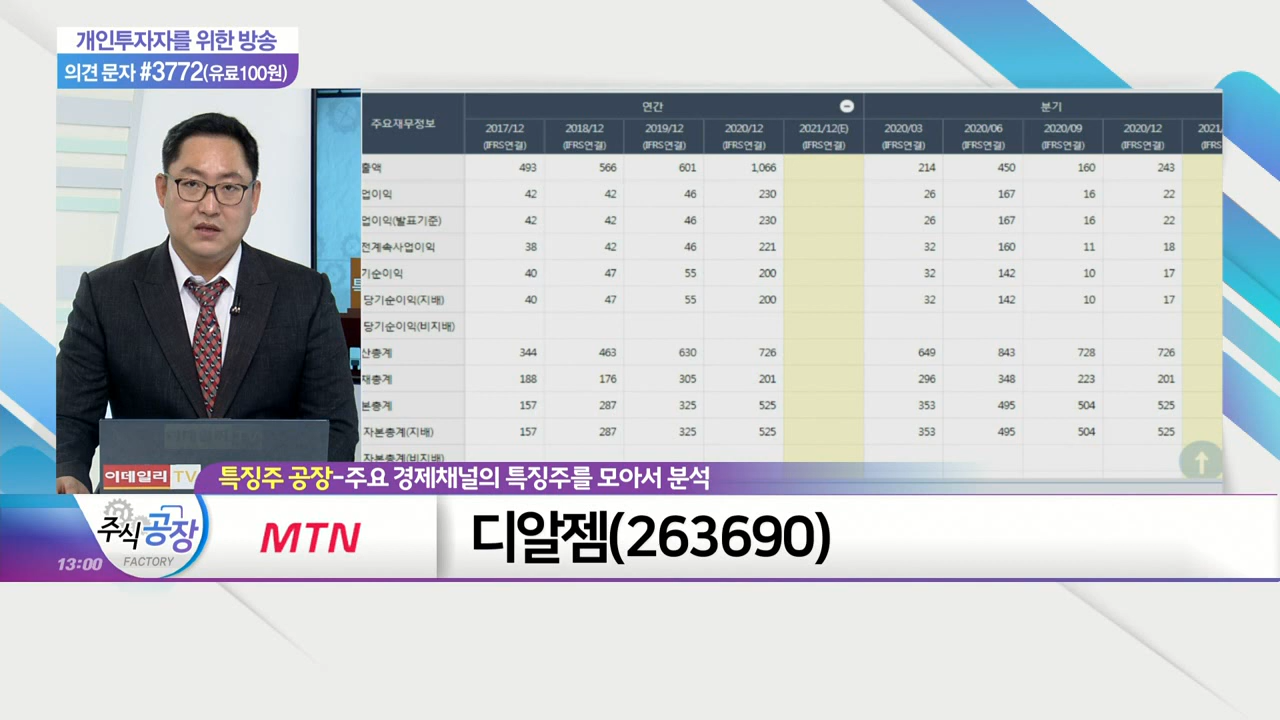 개인투자자를 위한 방송
의견 문자 #3772(유료100원)
주요재무정보 연간 분기
2017/12 2018/12 2019/12 2020/12 2021/12(E) 2020/03 2020/06 2020/09 2020/12 2021/
(IFRS연결) (IFRS연결) (IFRS연결) (IFRS연결) (IFRS연결) (IFRS연결) (IFRS연결) (IFRS연결) (IFRS연결) (IFRS
출액 493 566 601 1,066 214 450 160 243
업이익 42 42 46 230 26 167 16 22
업이익(발표기준) 42 42 46 230 26 167 16 22
전계속사업이익 38 42 46 221 32 160 11 18
기순이익 40 47 55 200 32 142 10 17
당기순이익(지배) 40 47 55 200 32 142 10 17
당기순이익(비지배)
산총계 344 463 630 726 649 843 728 726
채총계 188 176 305 201 296 348 223 201
본총계 157 287 325 525 353 495 504 525
자본총계(지배) 157 287 325 525 353 495 504 525
자본총계(비지배)
이데일리 TV
특징주 공장-주요 경제채널의 특징주를 모아서 분석
주식공장
FACTORY
13:00
MTN
디알젬(263690)